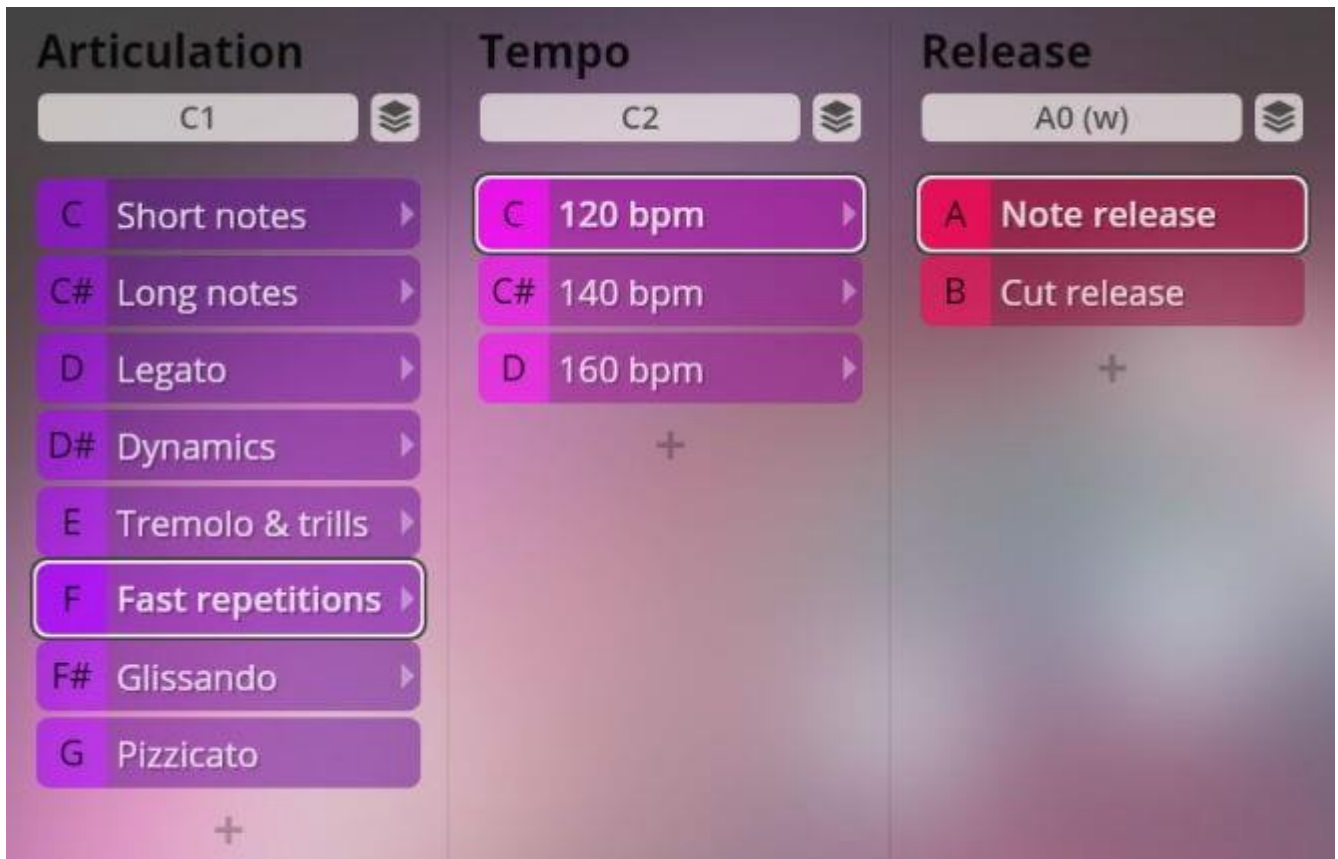 Articulation
C1
C Short notes
C# Long notes
D Legato
D# Dynamics
E Tremolo & trills
F Fast repetitions
F# Glissando
G Pizzicato
+
Tempo
C2
C 120 bpm
C# 140 bpm
D 160 bpm
+
Release
A0 (w)
A Note release
B Cut release
+